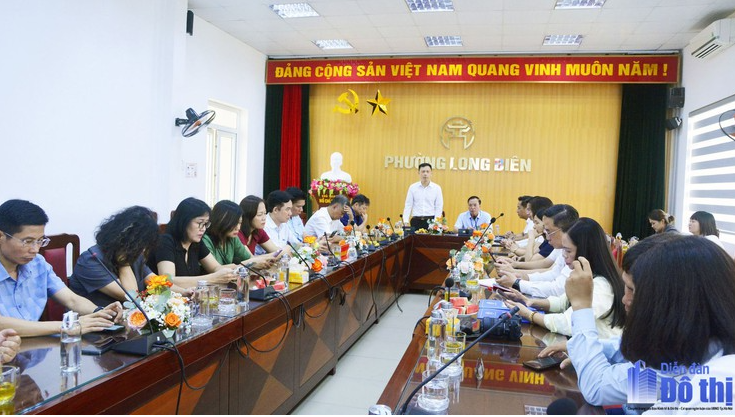 ĐẢNG CỘNG SẢN VIỆT NAM QUANG VINH MUÔN NĂM !
PHƯỜNG LONG BIÊN
Diễn đàn
Đô thị